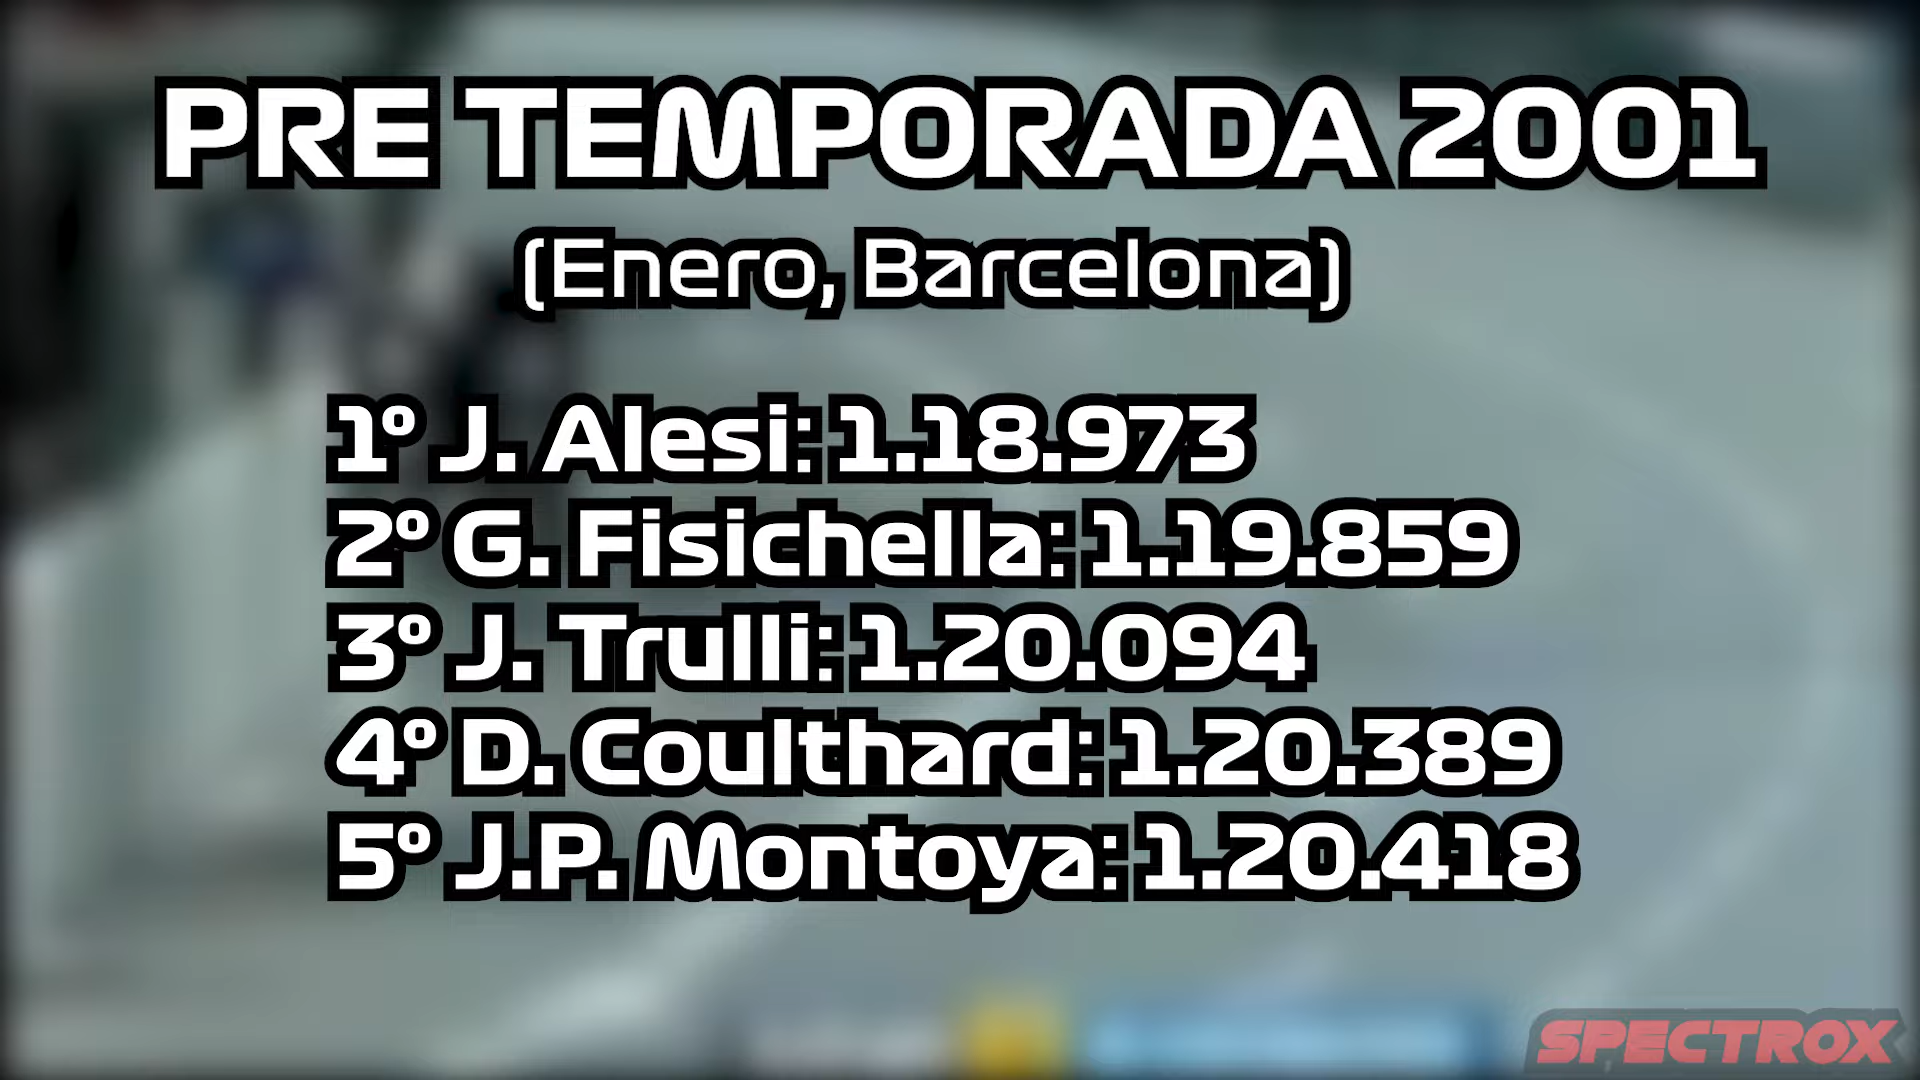 PRE TEMPORADA 2001
(Enero, Barcelona)
1º J. Alesi: 1.18.973
2º G. Fisichella: 1.19.859
3º J. Trulli: 1.20.094
4º D. Coulthard: 1.20.389
5º J.P. Montoya: 1.20.418
SPECTROX